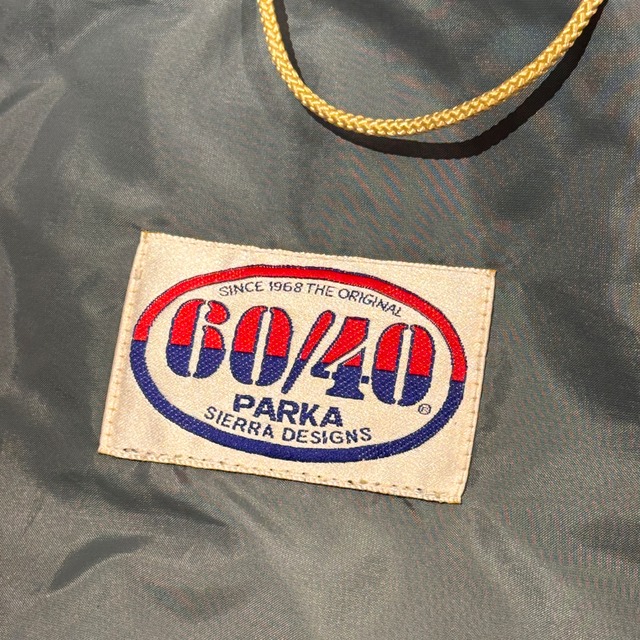 SINCE 1968 THE ORIGINAL
60/40
®
PARKA
SIERRA DESIGNS